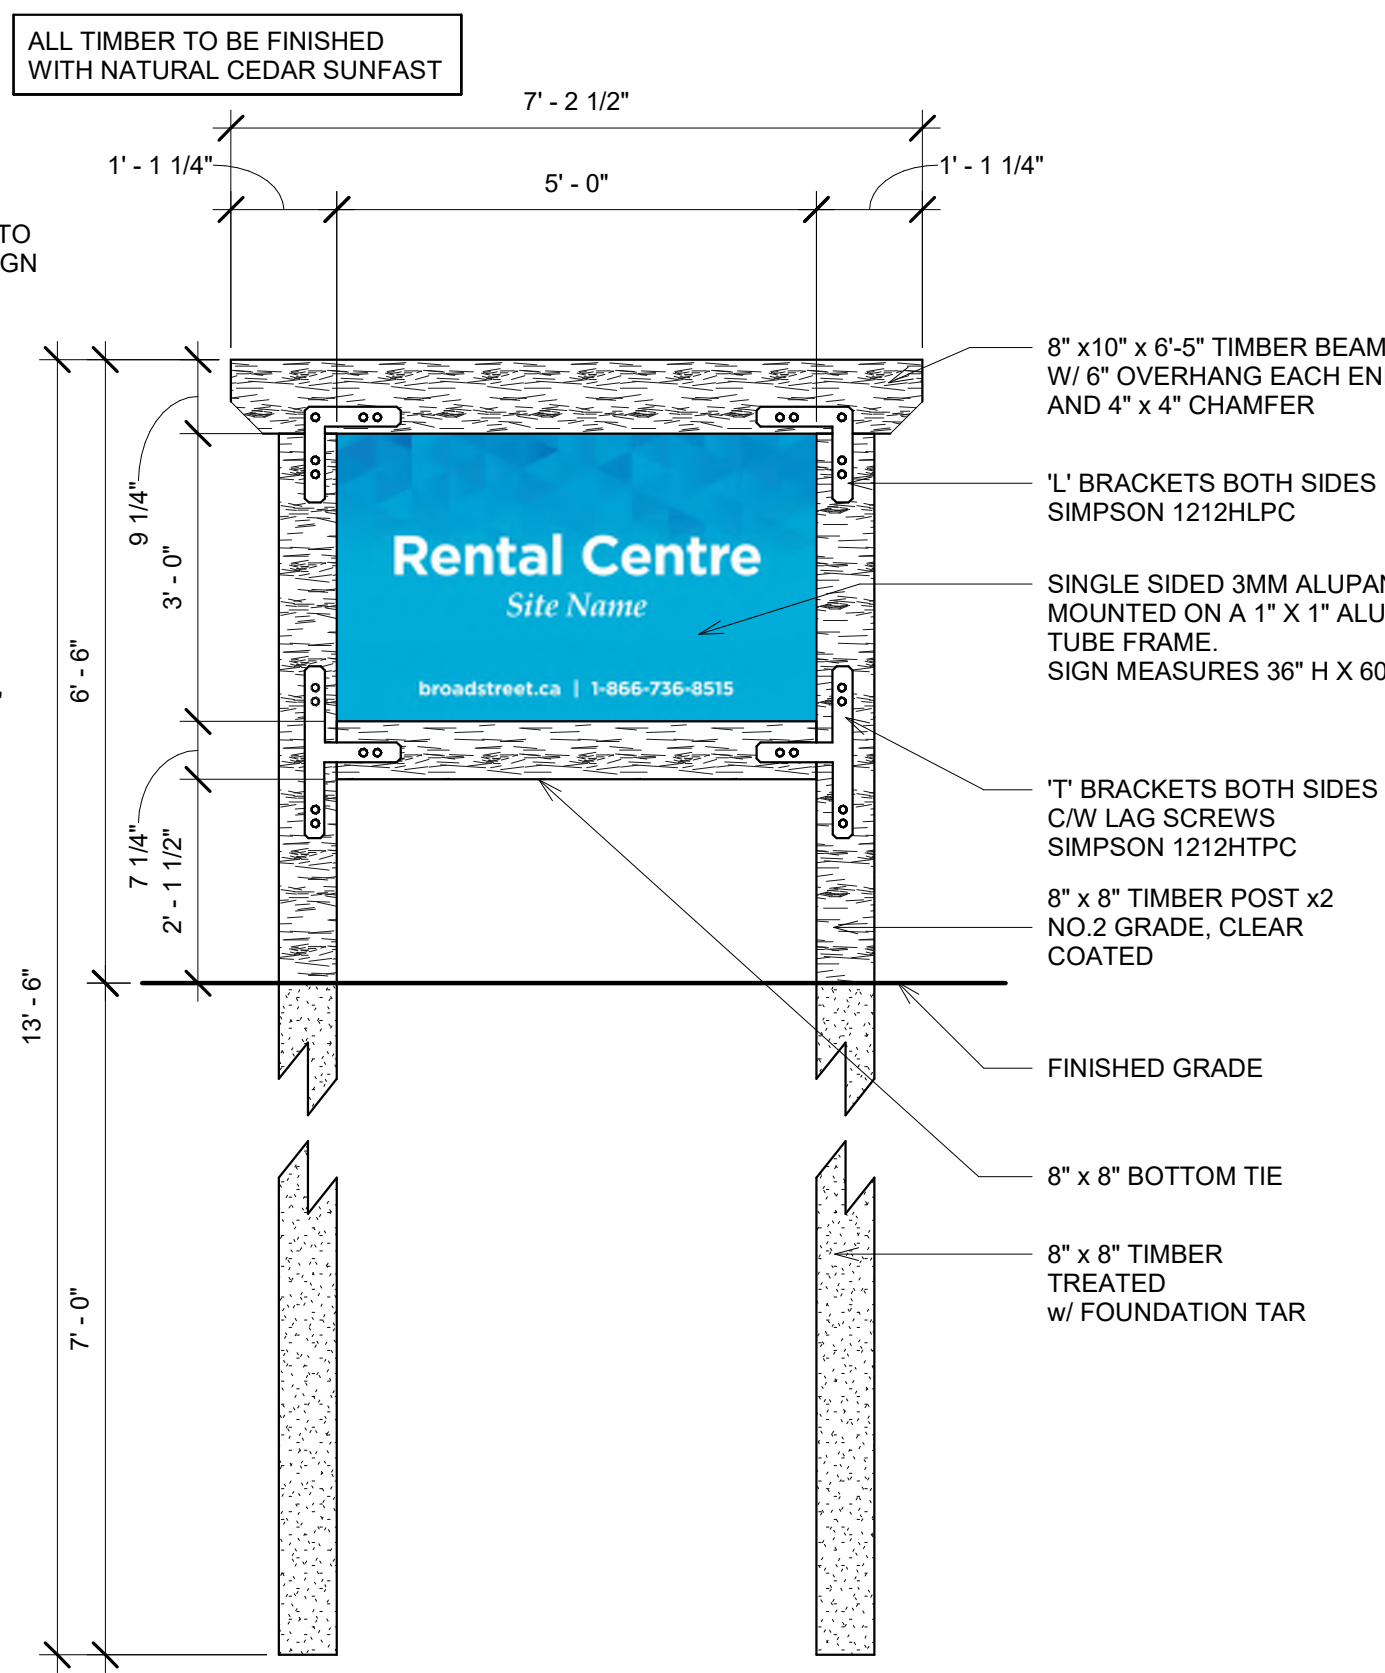 ALL TIMBER TO BE FINISHED
WITH NATURAL CEDAR SUNFAST
7' - 2 1/2"
1' - 1 1/4"
5' - 0"
1' - 1 1/4"
TO
GN
8" x10" x 6'-5" TIMBER BEAM
W/ 6" OVERHANG EACH EN
AND 4" x 4" CHAMFER
'L' BRACKETS BOTH SIDES
SIMPSON 1212HLPC
9 1/4"
3' - 0"
6' - 6"
Rental Centre
Site Name
broadstreet.ca | 1-866-736-8515
SINGLE SIDED 3MM ALUPAN
MOUNTED ON A 1" X 1" ALU
TUBE FRAME.
SIGN MEASURES 36" H X 60
'T' BRACKETS BOTH SIDES
C/W LAG SCREWS
SIMPSON 1212HTPC
7 1/4"
2' - 1 1/2"
8" x 8" TIMBER POST x2
NO.2 GRADE, CLEAR
COATED
13' - 6"
FINISHED GRADE
8" x 8" BOTTOM TIE
7' - 0"
8" x 8" TIMBER
TREATED
w/ FOUNDATION TAR